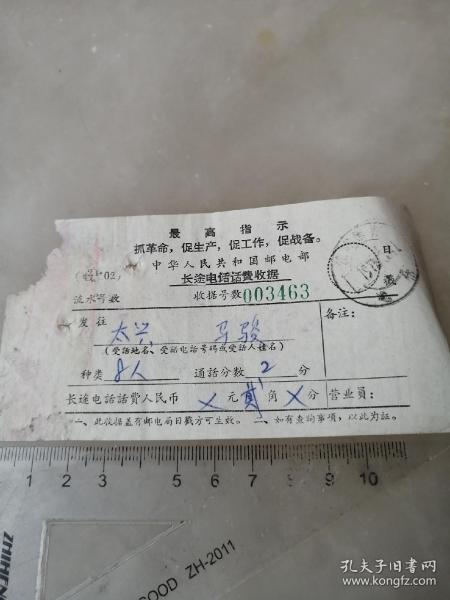 最高指示
抓革命，促生产，促工作，促战备。
中华人民共和国邮电部
长途电话话费收据
流水号数
收据号数 003463
发往 太兴 马骏
备注：
(受话地名、受话电话号码或受话人姓名)
种类 8人 通话分数 2 分
长途电话话费人民币 X 元 贰 角 X 分 营业员：
一、此收据盖有邮电局日戳方可生效。 二、如有查询事项，以此为证。
0 1 2 3 4 5 6 7 8 9 10
GOOD ZH-2011
孔夫子旧书网
www.kongfz.com